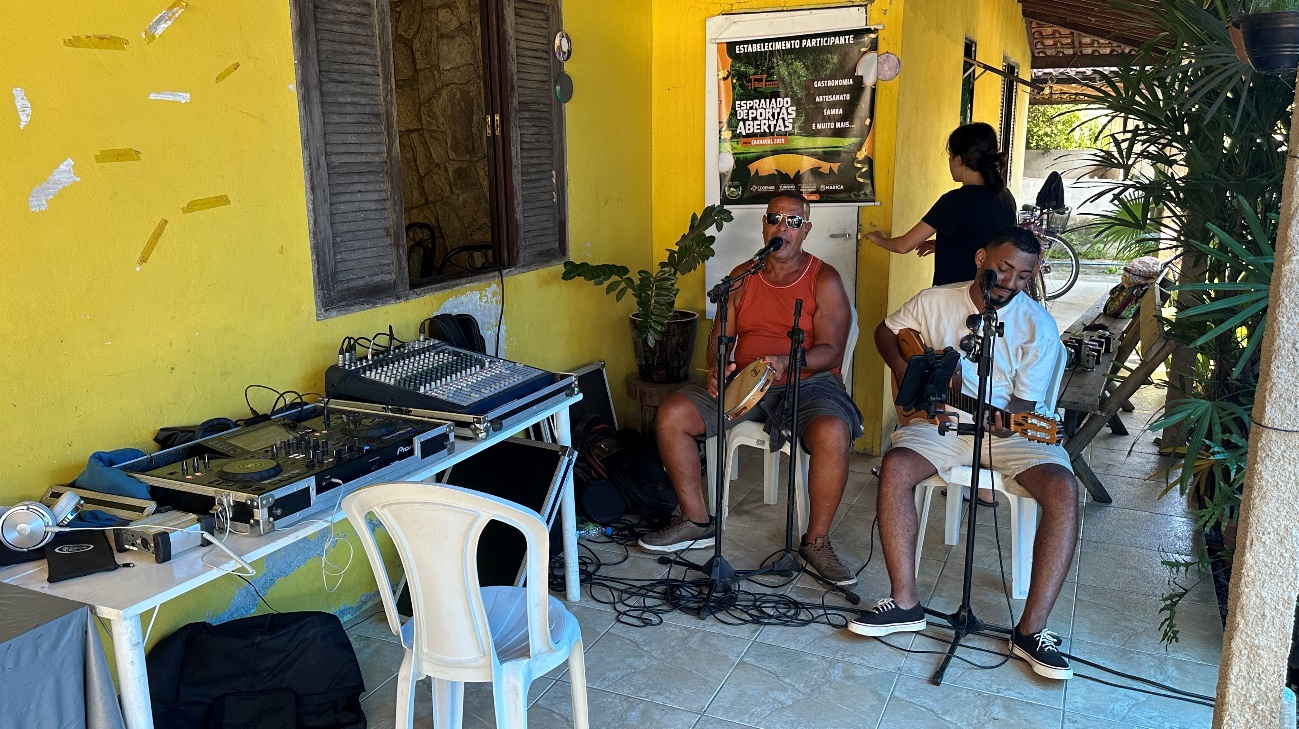 ESTABELECIMENTO PARTICIPANTE
GASTRONOMIA
ARTESANATO
SAMBA
E MUITO MAIS...
ESPRAIADO
DE PORTAS
ABERTAS
CARNAVAL 2025
MARICÁ